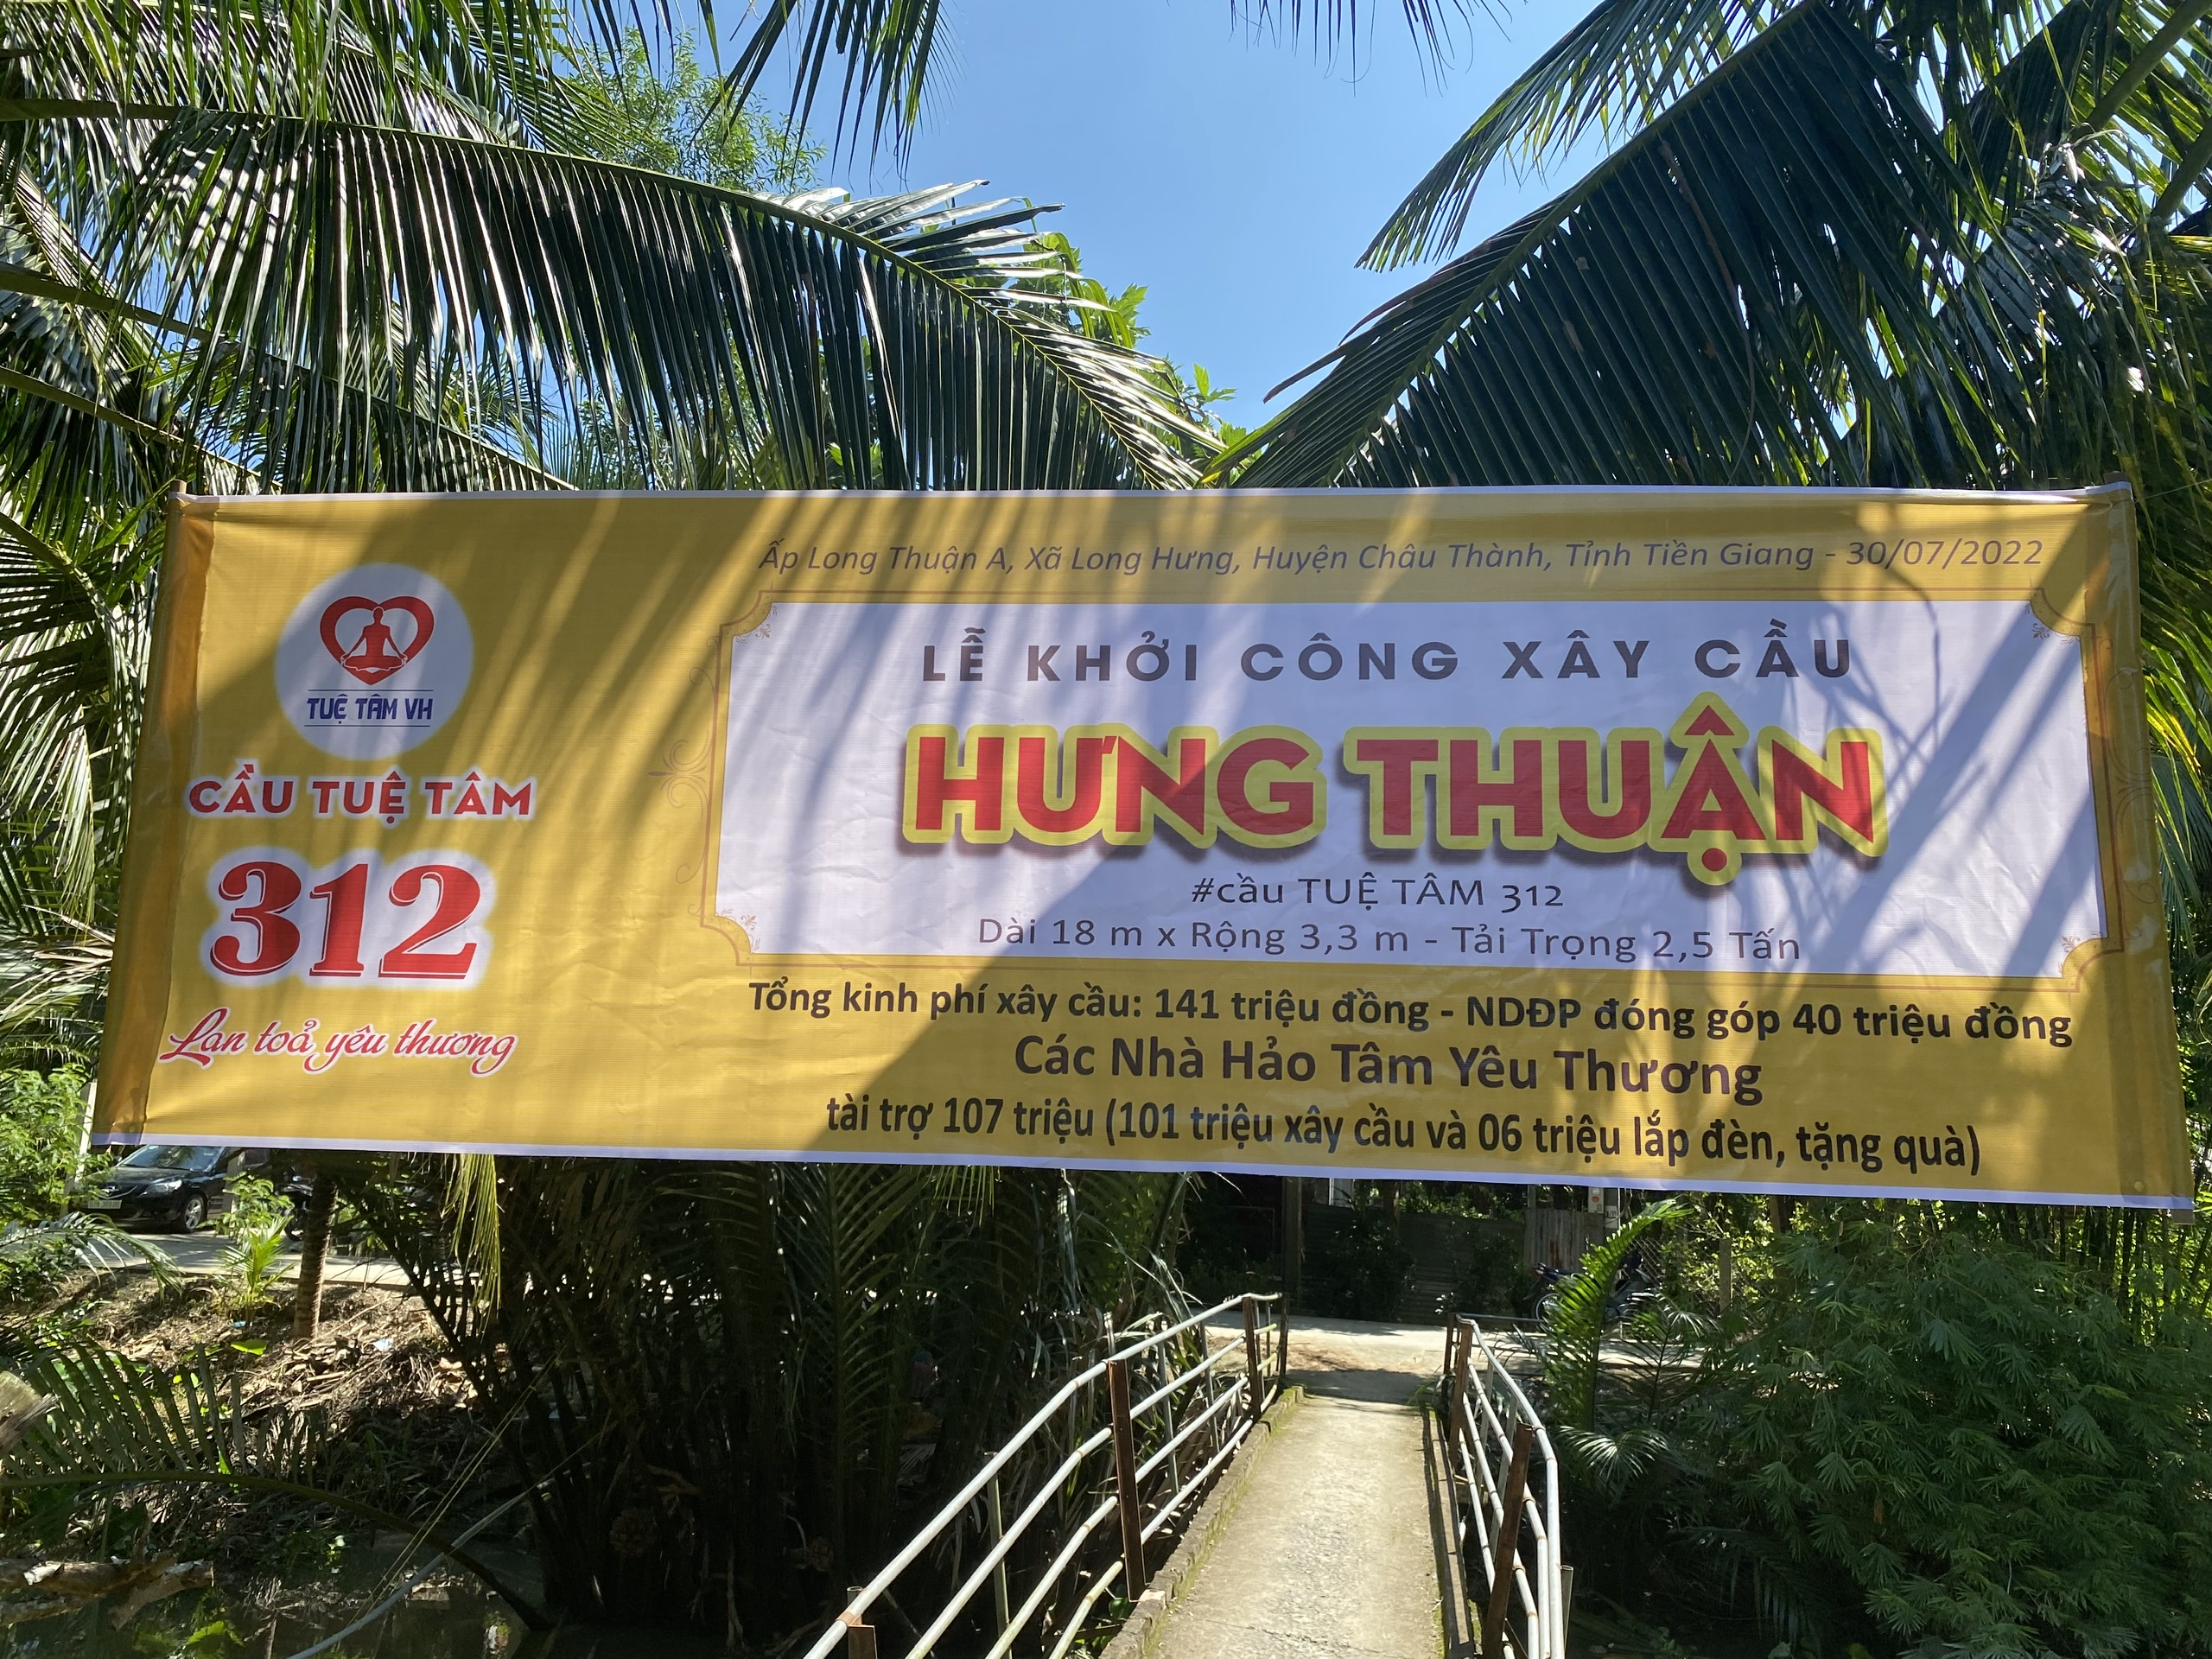 TUỆ TÂM VH
CẦU TUỆ TÂM
312
Lan toả yêu thương
Ấp Long Thuận A, Xã Long Hưng, Huyện Châu Thành, Tỉnh Tiền Giang - 30/07/2022
LỄ KHỞI CÔNG XÂY CẦU
HƯNG THUẬN
#cầu TUỆ TÂM 312
Dài 18 m x Rộng 3,3 m - Tải Trọng 2,5 Tấn
Tổng kinh phí xây cầu: 141 triệu đồng - NDĐP đóng góp 40 triệu đồng
Các Nhà Hảo Tâm Yêu Thương
tài trợ 107 triệu (101 triệu xây cầu và 06 triệu lắp đèn, tặng quà)